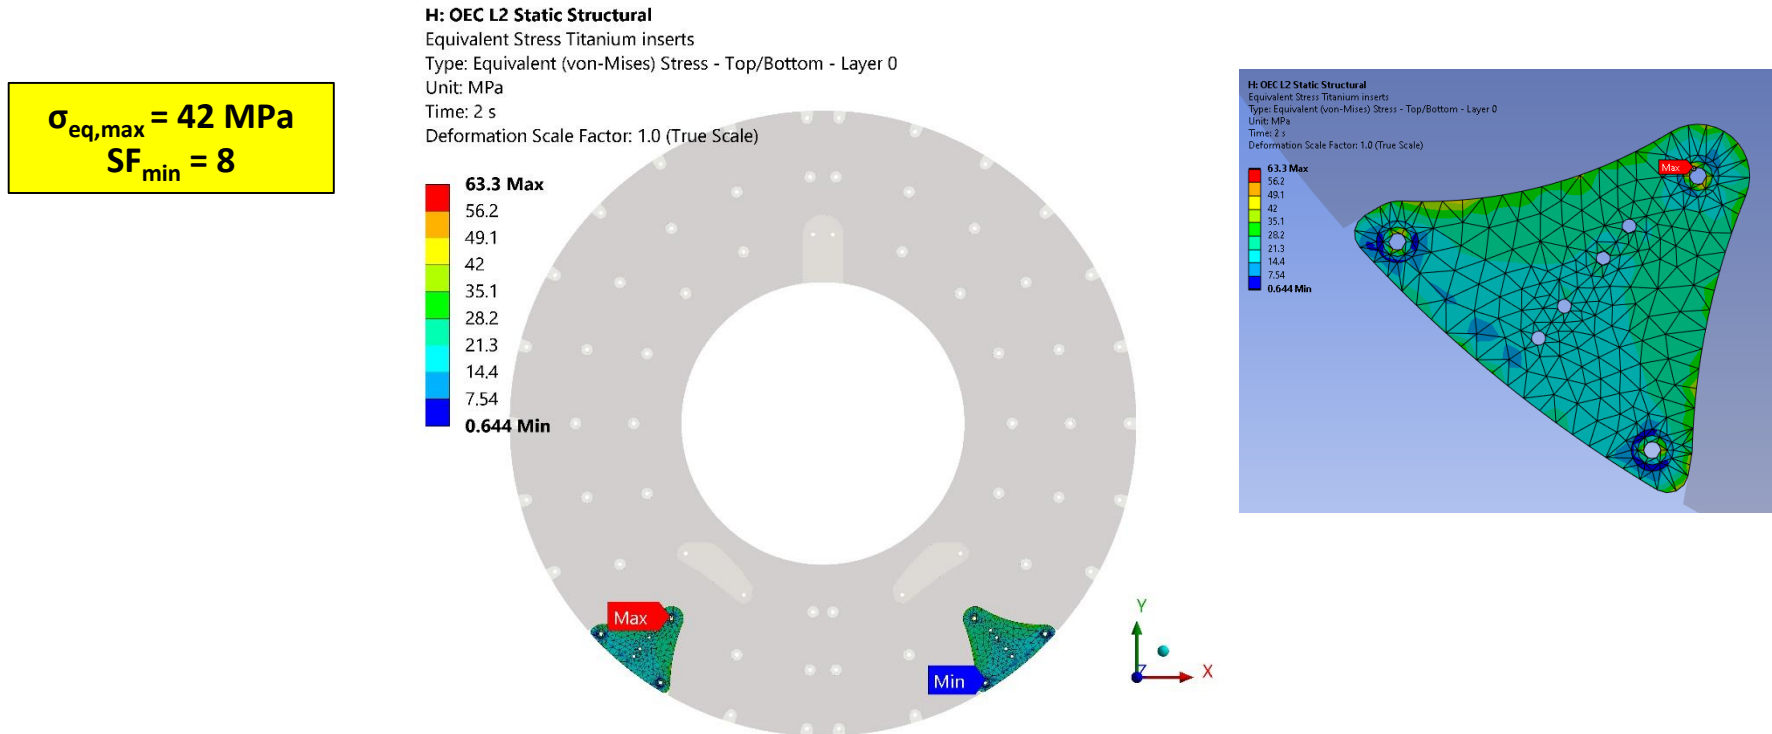 σeq,max = 42 MPa
SFmin = 8
H: OEC L2 Static Structural
Equivalent Stress Titanium inserts
Type: Equivalent (von-Mises) Stress - Top/Bottom - Layer 0
Unit: MPa
Time: 2 s
Deformation Scale Factor: 1.0 (True Scale)
63.3 Max
56.2
49.1
42
35.1
28.2
21.3
14.4
7.54
0.644 Min
Max
Min
Y
Z
X
H: OEC L2 Static Structural
Equivalent Stress Titanium inserts
Type: Equivalent (von-Mises) Stress - Top/Bottom - Layer 0
Unit: MPa
Time: 2 s
Deformation Scale Factor: 1.0 (True Scale)
63.3 Max
56.2
49.1
42
35.1
28.2
21.3
14.4
7.54
0.644 Min
Max